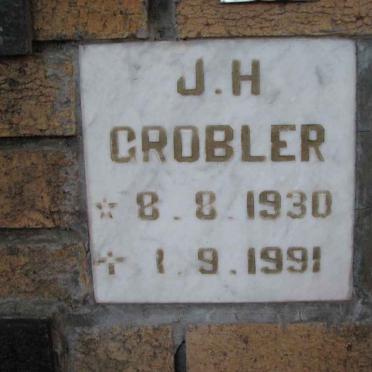 J.H
GROBLER
* 8.8.1930
+ 1.9.1991